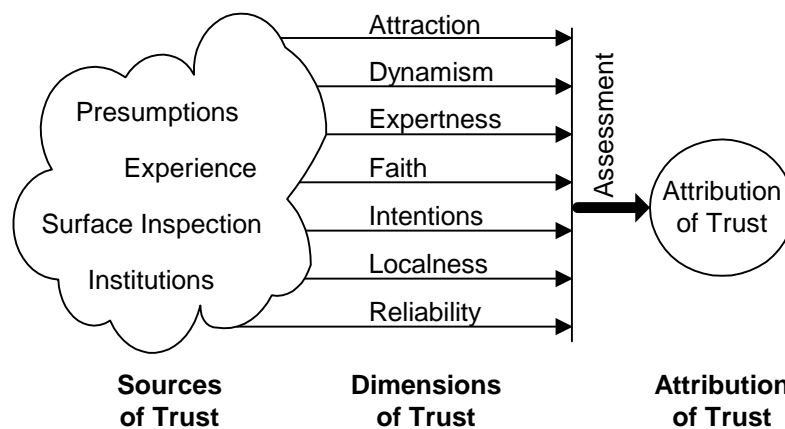 Attraction
Dynamism
Expertness
Faith
Intentions
Localness
Reliability
Presumptions
Experience
Surface Inspection
Institutions
Assessment
Attribution
of Trust
Sources
of Trust
Dimensions
of Trust
Attribution
of Trust